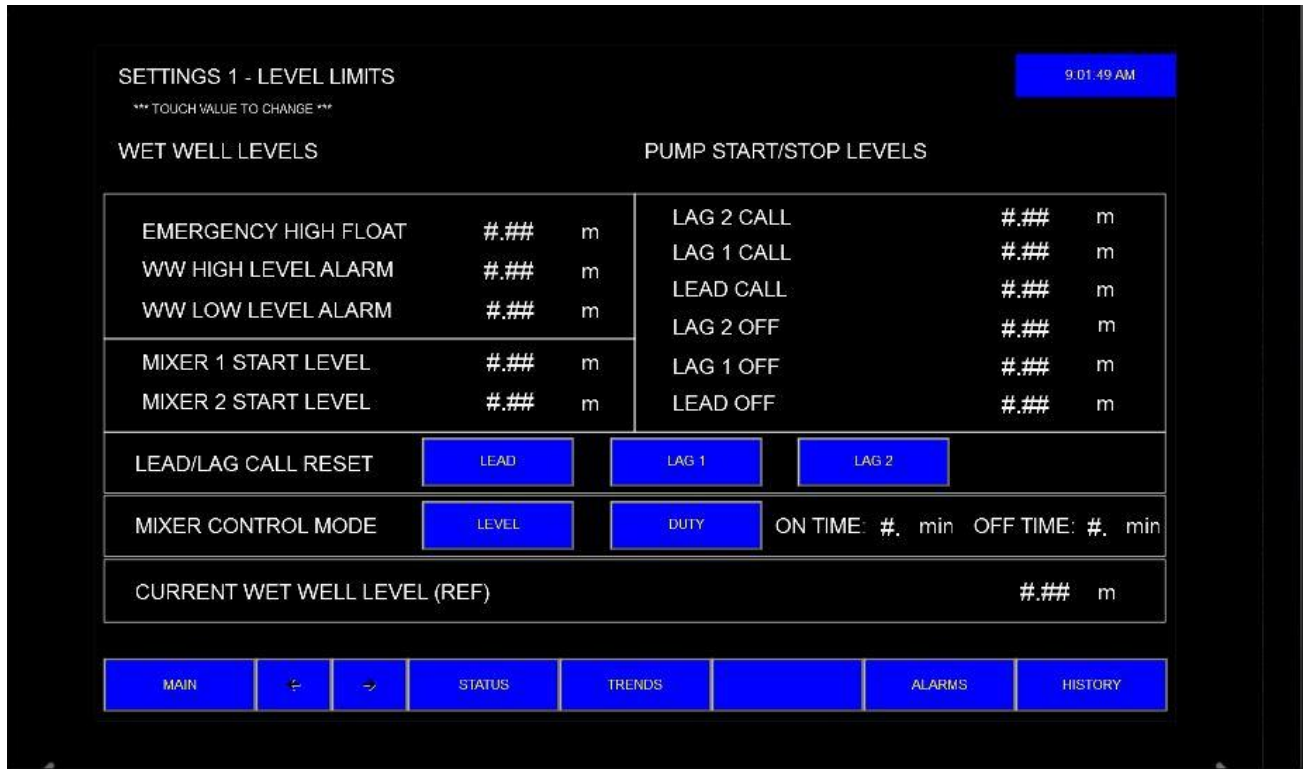 SETTINGS 1 - LEVEL LIMITS
9:01:49 AM
*** TOUCH VALUE TO CHANGE ***
WET WELL LEVELS
PUMP START/STOP LEVELS
EMERGENCY HIGH FLOAT #.## m
WW HIGH LEVEL ALARM #.## m
WW LOW LEVEL ALARM #.## m
MIXER 1 START LEVEL #.## m
MIXER 2 START LEVEL #.## m
LAG 2 CALL #.## m
LAG 1 CALL #.## m
LEAD CALL #.## m
LAG 2 OFF #.## m
LAG 1 OFF #.## m
LEAD OFF #.## m
LEAD/LAG CALL RESET LEAD LAG 1 LAG 2
MIXER CONTROL MODE LEVEL DUTY ON TIME: #. min OFF TIME: #. min
CURRENT WET WELL LEVEL (REF) #.## m
MAIN ← → STATUS TRENDS ALARMS HISTORY